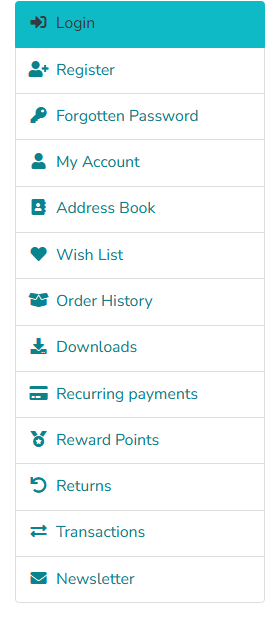 Login
Register
Forgotten Password
My Account
Address Book
Wish List
Order History
Downloads
Recurring payments
Reward Points
Returns
Transactions
Newsletter